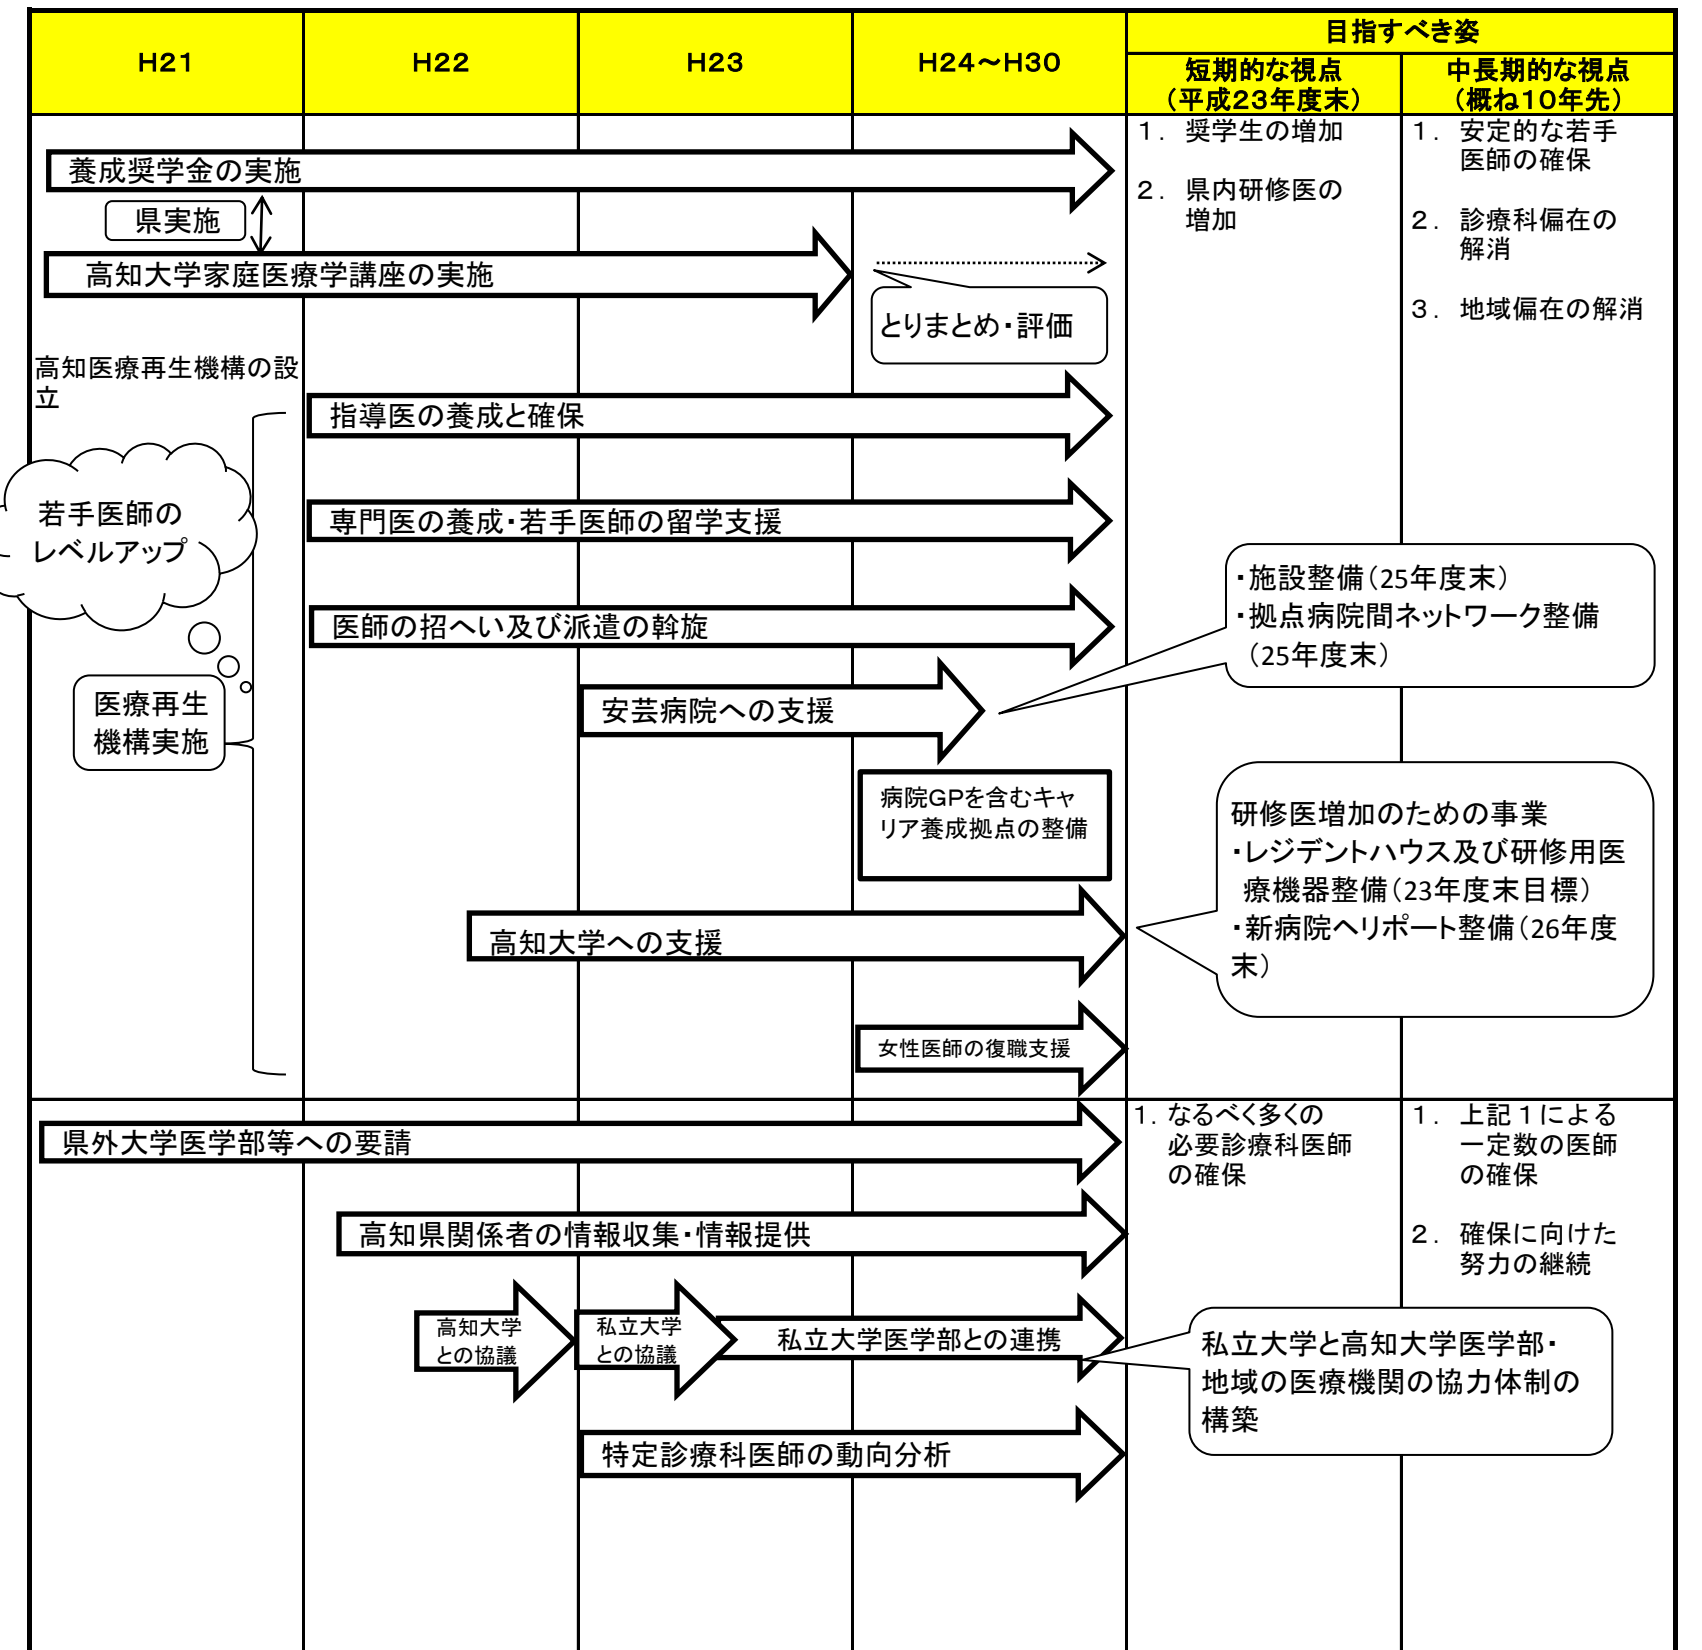 H21
H22
H23
H24～H30
目指すべき姿
短期的な視点
（平成23年度末）
中長期的な視点
（概ね10年先）
養成奨学金の実施
県実施
高知大学家庭医療学講座の実施
とりまとめ・評価
高知医療再生機構の設
立
指導医の養成と確保
若手医師の
レベルアップ
専門医の養成・若手医師の留学支援
医師の招へい及び派遣の斡旋
医療再生
機構実施
安芸病院への支援
病院GPを含むキャ
リア養成拠点の整備
高知大学への支援
女性医師の復職支援
1. 奨学生の増加
2. 県内研修医の
増加
1. 安定的な若手
医師の確保
2. 診療科偏在の
解消
3. 地域偏在の解消
・施設整備（25年度末）
・拠点病院間ネットワーク整備
（25年度末）
研修医増加のための事業
・レジデントハウス及び研修用医
療機器整備（23年度末目標）
・新病院ヘリポート整備（26年度
末）
県外大学医学部等への要請
高知県関係者の情報収集・情報提供
高知大学
との協議
私立大学
との協議
私立大学医学部との連携
特定診療科医師の動向分析
1. なるべく多くの
必要診療科医師
の確保
1. 上記１による
一定数の医師
の確保
2. 確保に向けた
努力の継続
私立大学と高知大学医学部・
地域の医療機関の協力体制の
構築